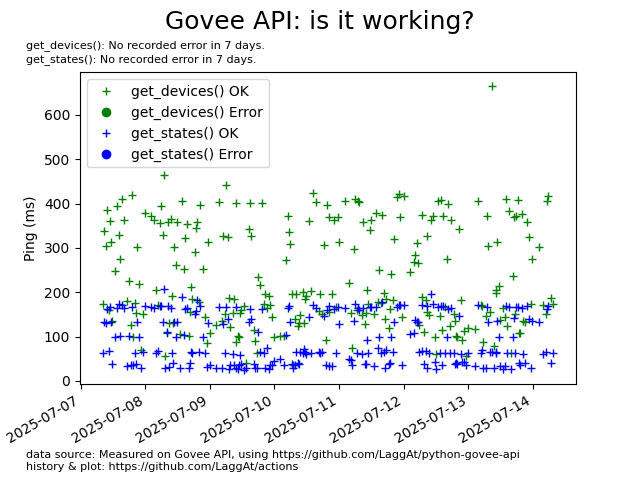 Govee API: is it working?
get_devices(): No recorded error in 7 days.
get_states(): No recorded error in 7 days.
get_devices() OK
get_devices() Error
get_states() OK
get_states() Error
Ping (ms)
600
500
400
300
200
100
0
2025-07-07
2025-07-08
2025-07-09
2025-07-10
2025-07-11
2025-07-12
2025-07-13
2025-07-14
data source: Measured on Govee API, using https://github.com/LaggAt/python-govee-api
history & plot: https://github.com/LaggAt/actions